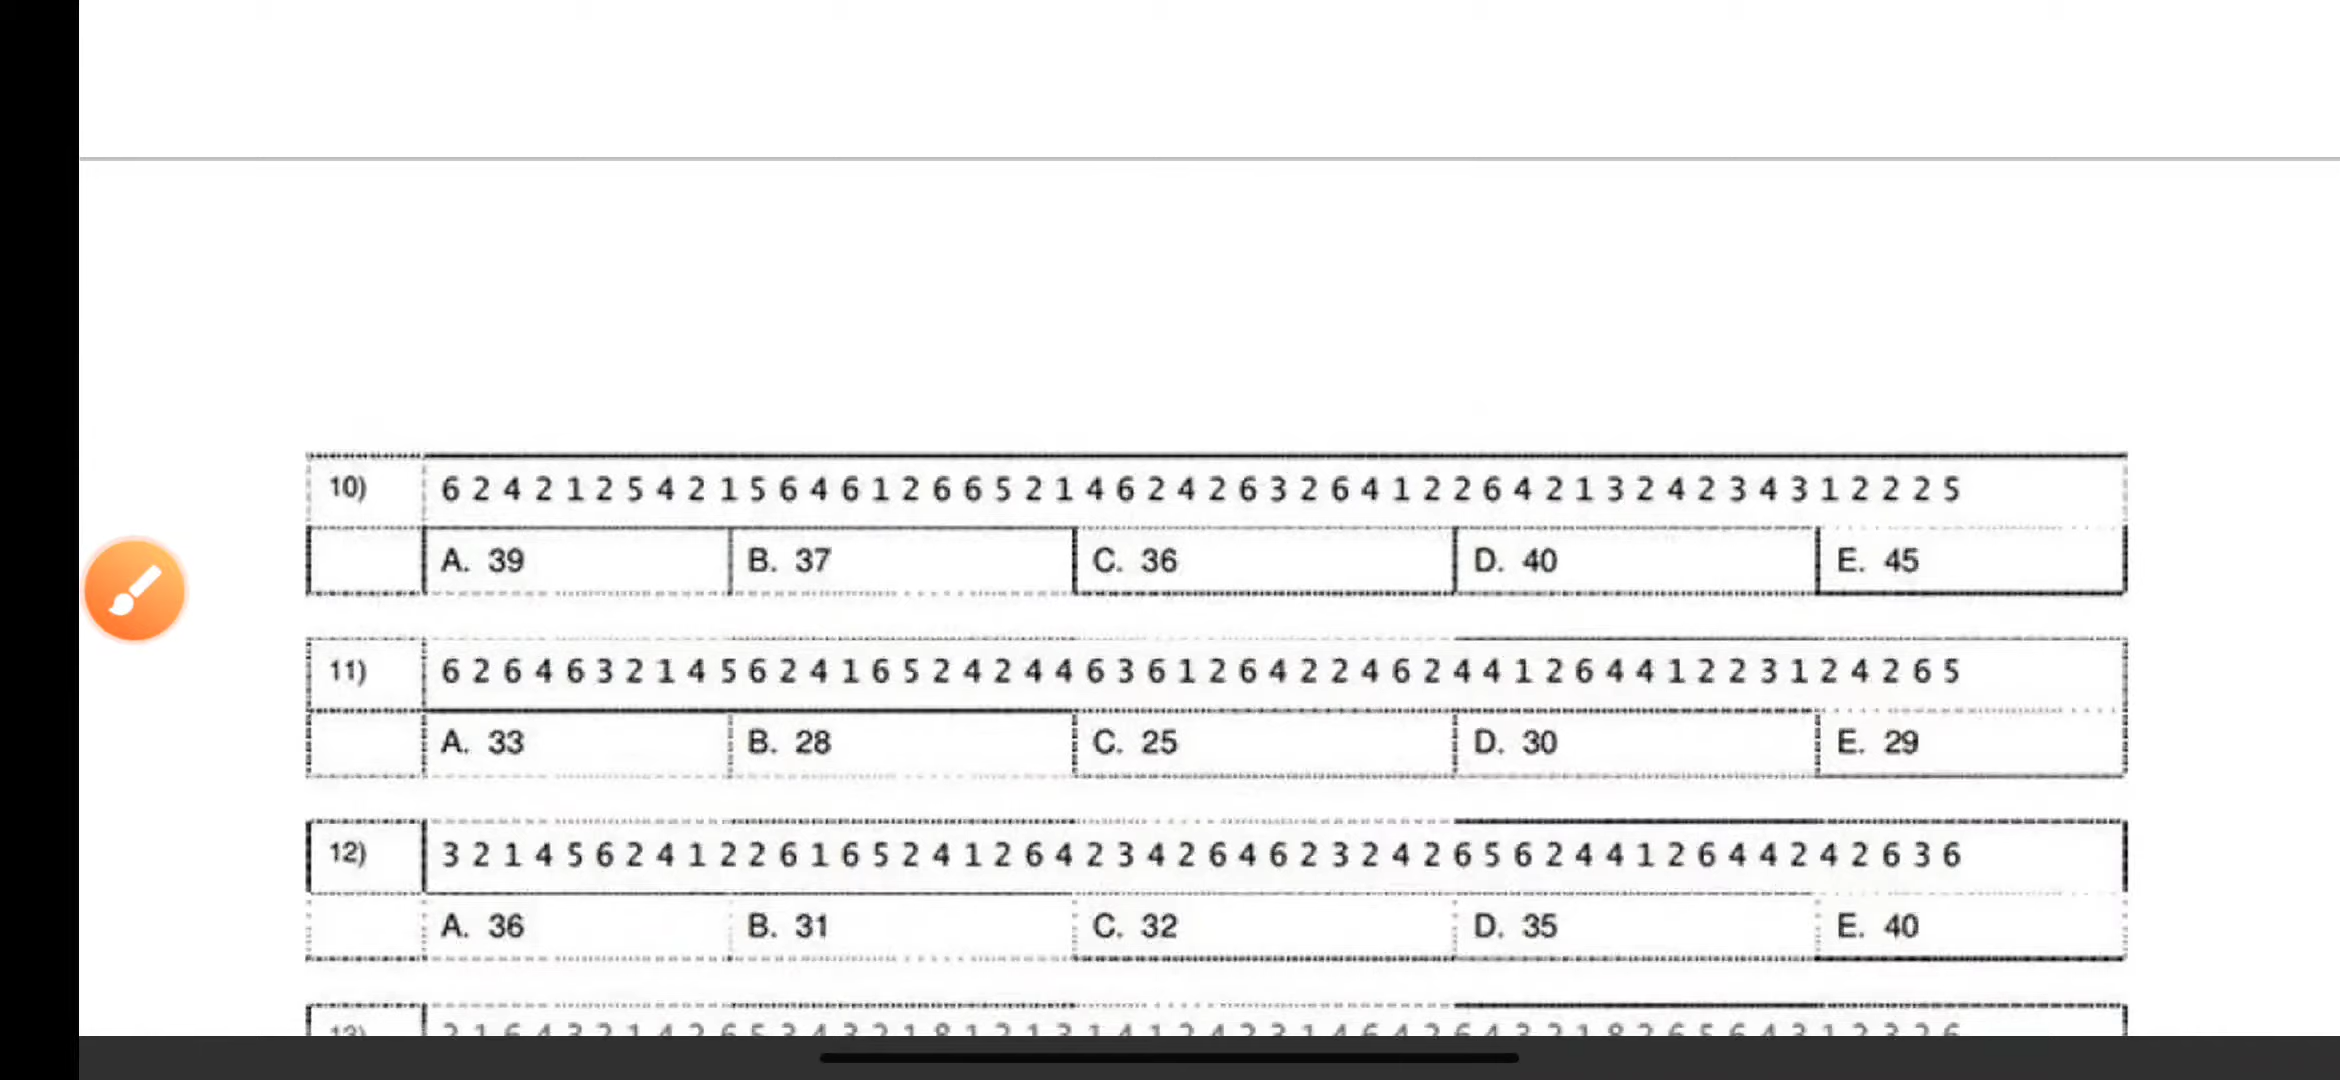 10) 6 2 4 2 1 2 5 4 2 1 5 6 4 6 1 2 6 6 5 2 1 4 6 2 4 2 6 3 2 6 4 1 2 2 6 4 2 1 3 2 4 2 3 4 3 1 2 2 2 5
A. 39 B. 37 C. 36 D. 40 E. 45
11) 6 2 6 4 6 3 2 1 4 5 6 2 4 1 6 5 2 4 2 4 4 6 3 6 1 2 6 4 2 2 4 6 2 4 4 1 2 6 4 4 1 2 2 3 1 2 4 2 6 5
A. 33 B. 28 C. 25 D. 30 E. 29
12) 3 2 1 4 5 6 2 4 1 2 2 6 1 6 5 2 4 1 2 6 4 2 3 4 2 6 4 6 2 3 2 4 2 6 5 6 2 4 4 1 2 6 4 4 2 4 2 6 3 6
A. 36 B. 31 C. 32 D. 35 E. 40